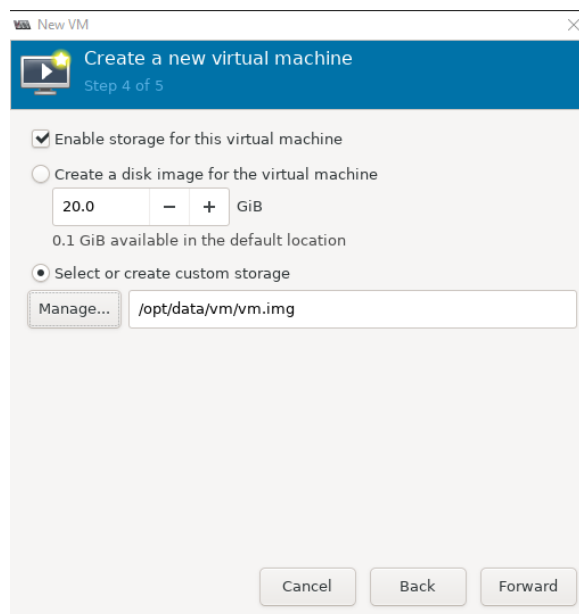 New VM
Create a new virtual machine
Step 4 of 5
Enable storage for this virtual machine
Create a disk image for the virtual machine
20.0 − + GiB
0.1 GiB available in the default location
Select or create custom storage
Manage... /opt/data/vm/vm.img
Cancel Back Forward